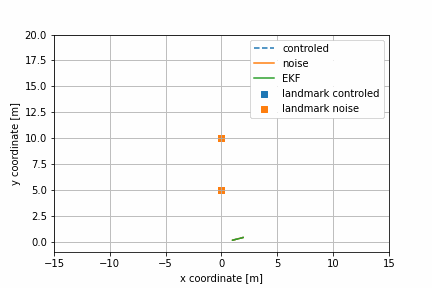 20.0
17.5
15.0
12.5
10.0
7.5
5.0
2.5
0.0
y coordinate [m]
controled
noise
EKF
landmark controled
landmark noise
−15 −10 −5 0 5 10 15
x coordinate [m]